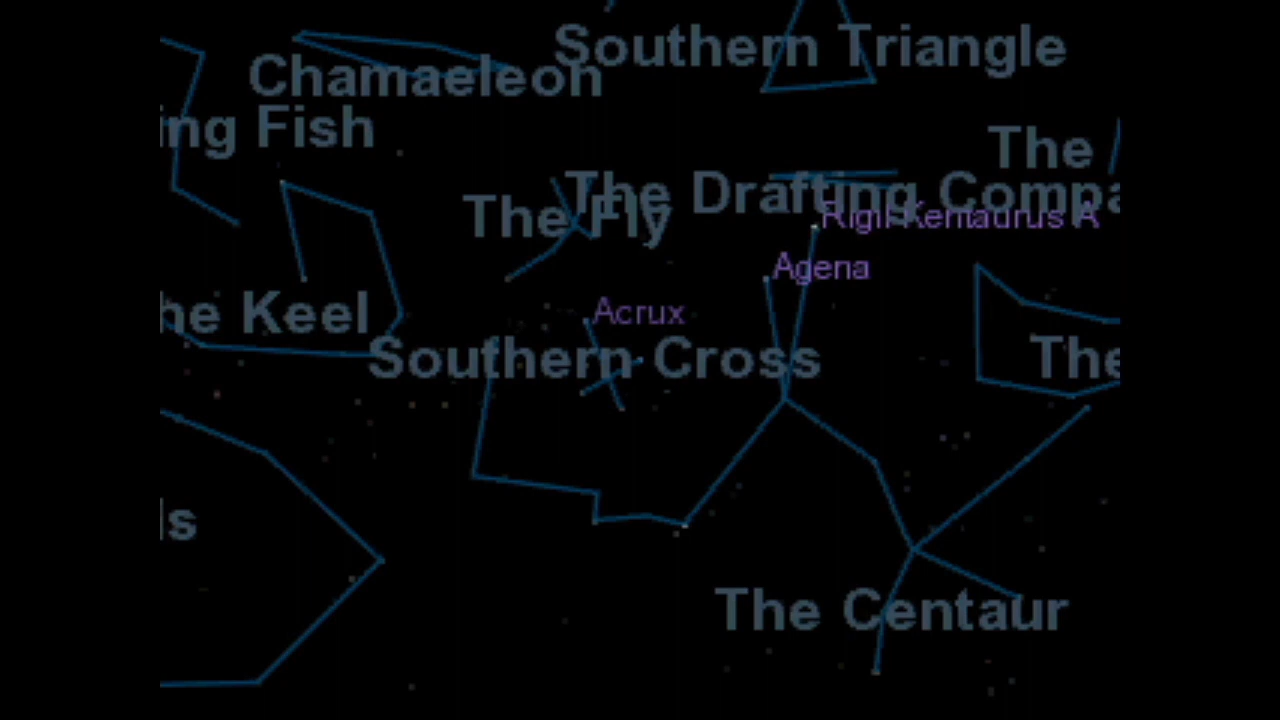 Southern Triangle
Chamaeleon
ing Fish
The
The Drafting Compa
The Fly
Rigil Kentaurus A
Agena
he Keel
Acrux
Southern Cross
The
ls
The Centaur